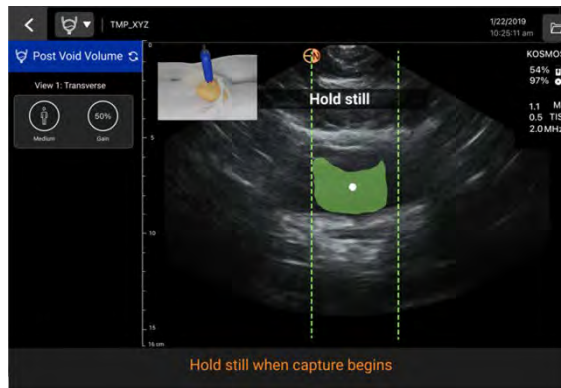 TMP_XYZ
1/22/2019
10:25:11 am
Post Void Volume
KOSMOS
View 1: Transverse
54%
97%
50%
Medium
Gain
Hold still
1.1 M
0.5 TIS
2.0 MHz
0
5
10
15
16 cm
Hold still when capture begins